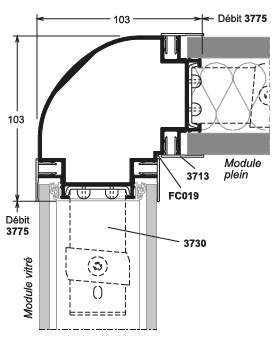 103
Débit 3775
103
Module
plein
3713
FC019
Débit
3775
3730
Module vitré